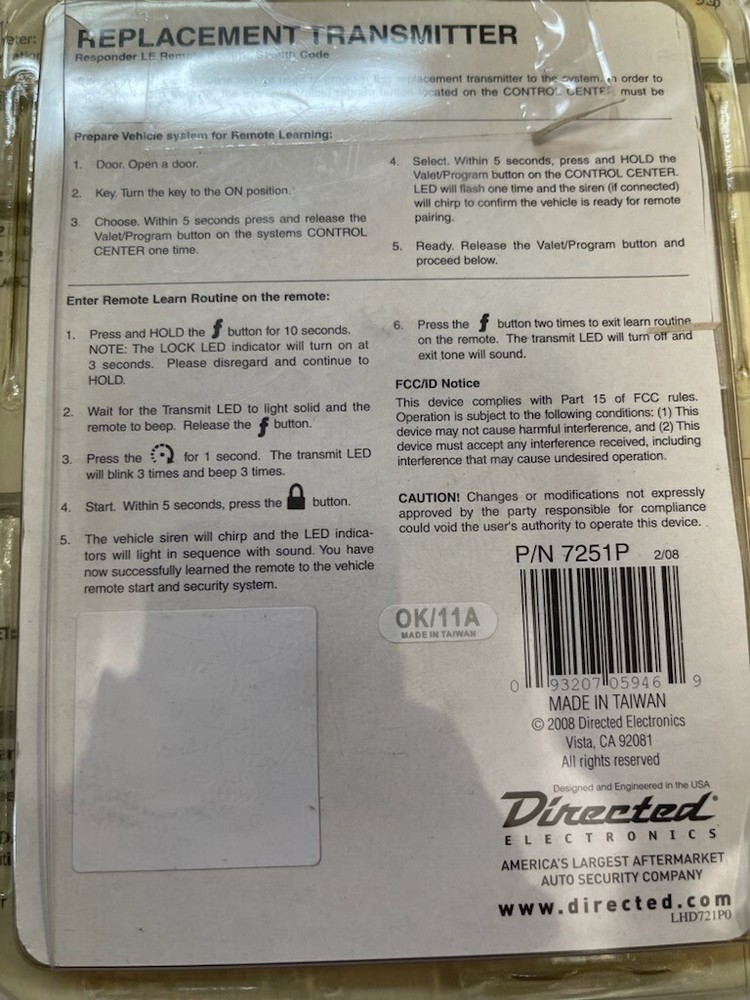 REPLACEMENT TRANSMITTER
Responder LE Code
placement transmitter to the system. order to
located on the CONTROL CENTER must be
Prepare Vehicle system for Remote Learning:
1. Door. Open a door.
2. Key. Turn the key to the ON position.
3. Choose. Within 5 seconds press and release the
Valet/Program button on the systems CONTROL
CENTER one time.
4. Select. Within 5 seconds, press and HOLD the
Valet/Program button on the CONTROL CENTER.
LED will flash one time and the siren (if connected)
will chirp to confirm the vehicle is ready for remote
pairing.
5. Ready. Release the Valet/Program button and
proceed below.
Enter Remote Learn Routine on the remote:
1. Press and HOLD the f button for 10 seconds.
NOTE: The LOCK LED indicator will turn on at
3 seconds. Please disregard and continue to
HOLD.
2. Wait for the Transmit LED to light solid and the
remote to beep. Release the f button.
3. Press the for 1 second. The transmit LED
will blink 3 times and beep 3 times.
4. Start. Within 5 seconds, press the button.
5. The vehicle siren will chirp and the LED indica-
tors will light in sequence with sound. You have
now successfully learned the remote to the vehicle
remote start and security system.
6. Press the f button two times to exit learn routine
on the remote. The transmit LED will turn off and
exit tone will sound.
FCC/ID Notice
This device complies with Part 15 of FCC rules.
Operation is subject to the following conditions: (1) This
device may not cause harmful interference, and (2) This
device must accept any interference received, including
interference that may cause undesired operation.
CAUTION! Changes or modifications not expressly
approved by the party responsible for compliance
could void the user's authority to operate this device.
P/N 7251P 2/08
OK/11A
MADE IN TAIWAN
0 93207 05946 9
MADE IN TAIWAN
© 2008 Directed Electronics
Vista, CA 92081
All rights reserved
Designed and Engineered in the USA
Directed®
ELECTRONICS
AMERICA'S LARGEST AFTERMARKET
AUTO SECURITY COMPANY
www.directed.com
LHD721P0